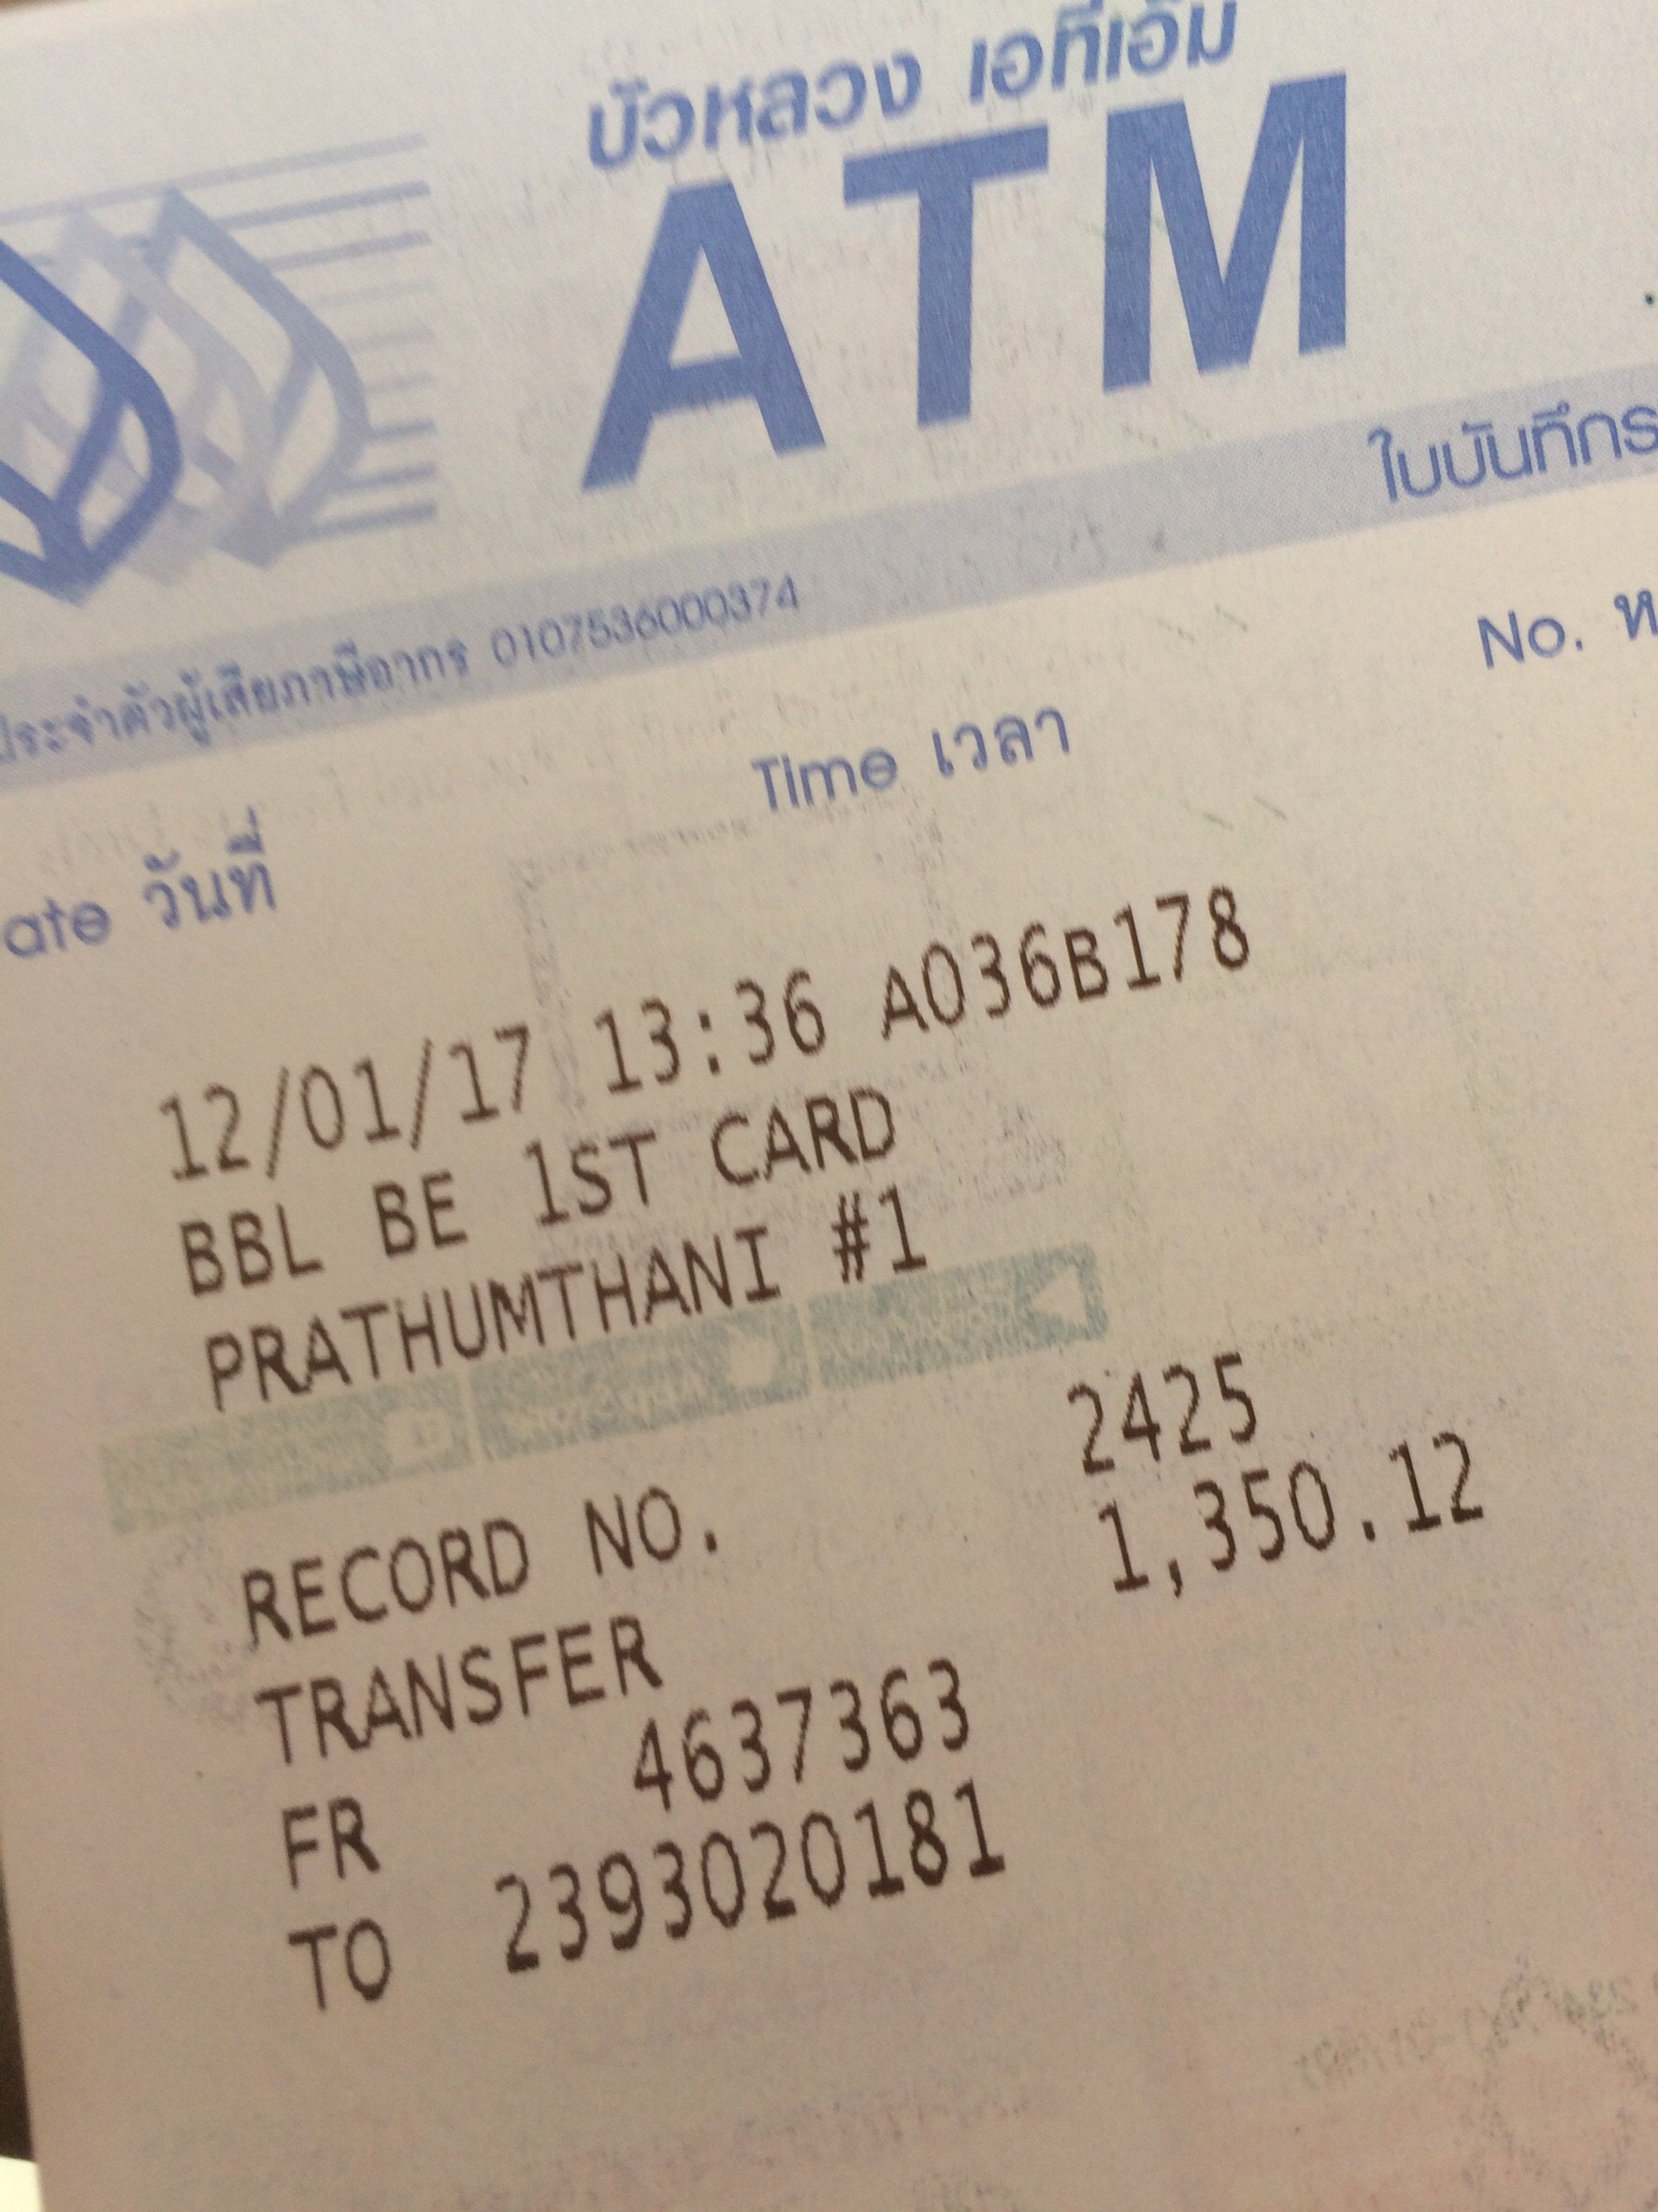 บัวหลวง เอทีเอ็ม
ATM
ใบบันทึก
ประจำตัวผู้เสียภาษีอากร 0107536000374
ate วันที่ Time เวลา No.
12/01/17 13:36 A036B178
BBL BE 1ST CARD
PRATHUMTHANI #1
RECORD NO. 2425
TRANSFER 1,350.12
FR 4637363
TO 2393020181